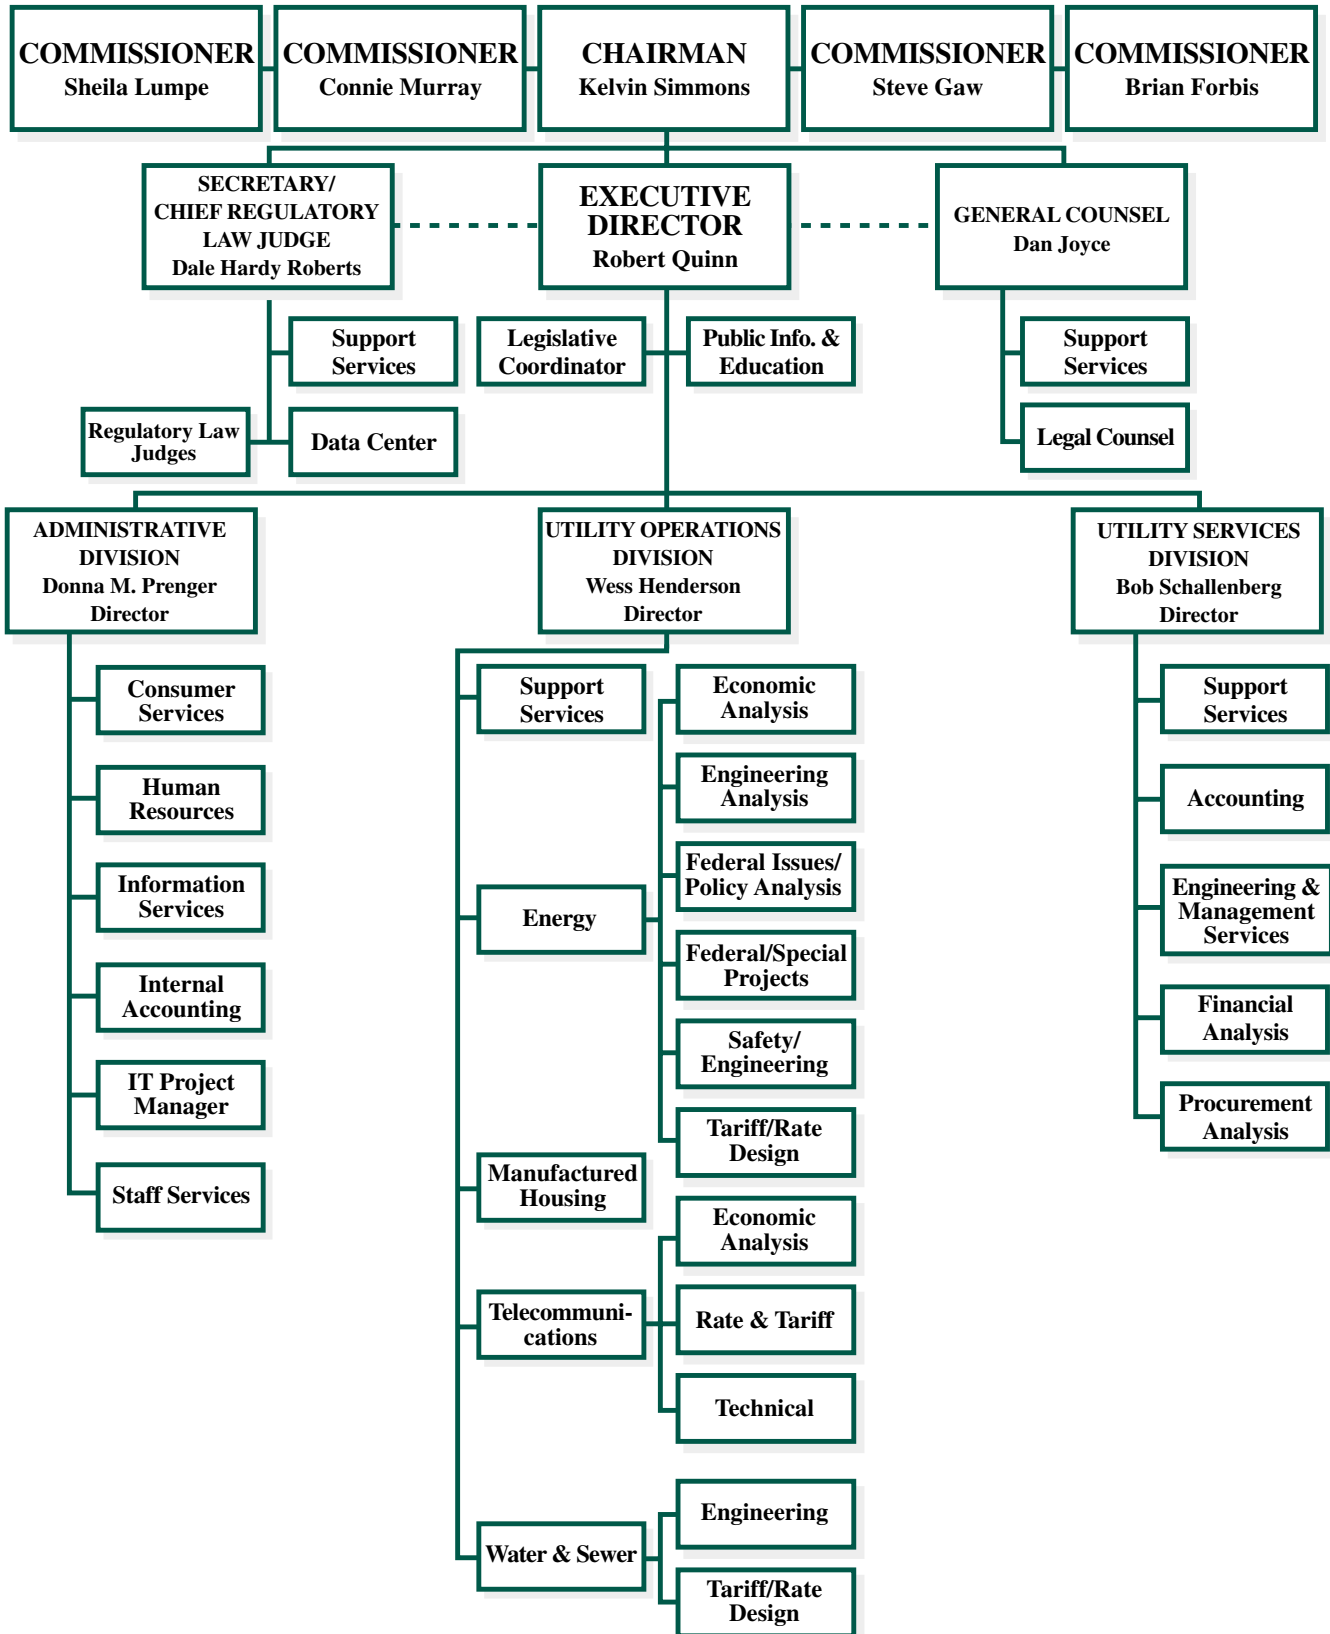 COMMISSIONER
Sheila Lumpe
COMMISSIONER
Connie Murray
CHAIRMAN
Kelvin Simmons
COMMISSIONER
Steve Gaw
COMMISSIONER
Brian Forbis
SECRETARY/
CHIEF REGULATORY
LAW JUDGE
Dale Hardy Roberts
EXECUTIVE
DIRECTOR
Robert Quinn
GENERAL COUNSEL
Dan Joyce
Support
Services
Legislative
Coordinator
Public Info. &
Education
Support
Services
Regulatory Law
Judges
Data Center
Legal Counsel
ADMINISTRATIVE
DIVISION
Donna M. Prenger
Director
UTILITY OPERATIONS
DIVISION
Wess Henderson
Director
UTILITY SERVICES
DIVISION
Bob Schallenberg
Director
Consumer
Services
Human
Resources
Information
Services
Internal
Accounting
IT Project
Manager
Staff Services
Support
Services
Energy
Economic
Analysis
Engineering
Analysis
Federal Issues/
Policy Analysis
Federal/Special
Projects
Safety/
Engineering
Tariff/Rate
Design
Manufactured
Housing
Telecommuni-
cations
Economic
Analysis
Rate & Tariff
Technical
Water & Sewer
Engineering
Tariff/Rate
Design
Support
Services
Accounting
Engineering &
Management
Services
Financial
Analysis
Procurement
Analysis